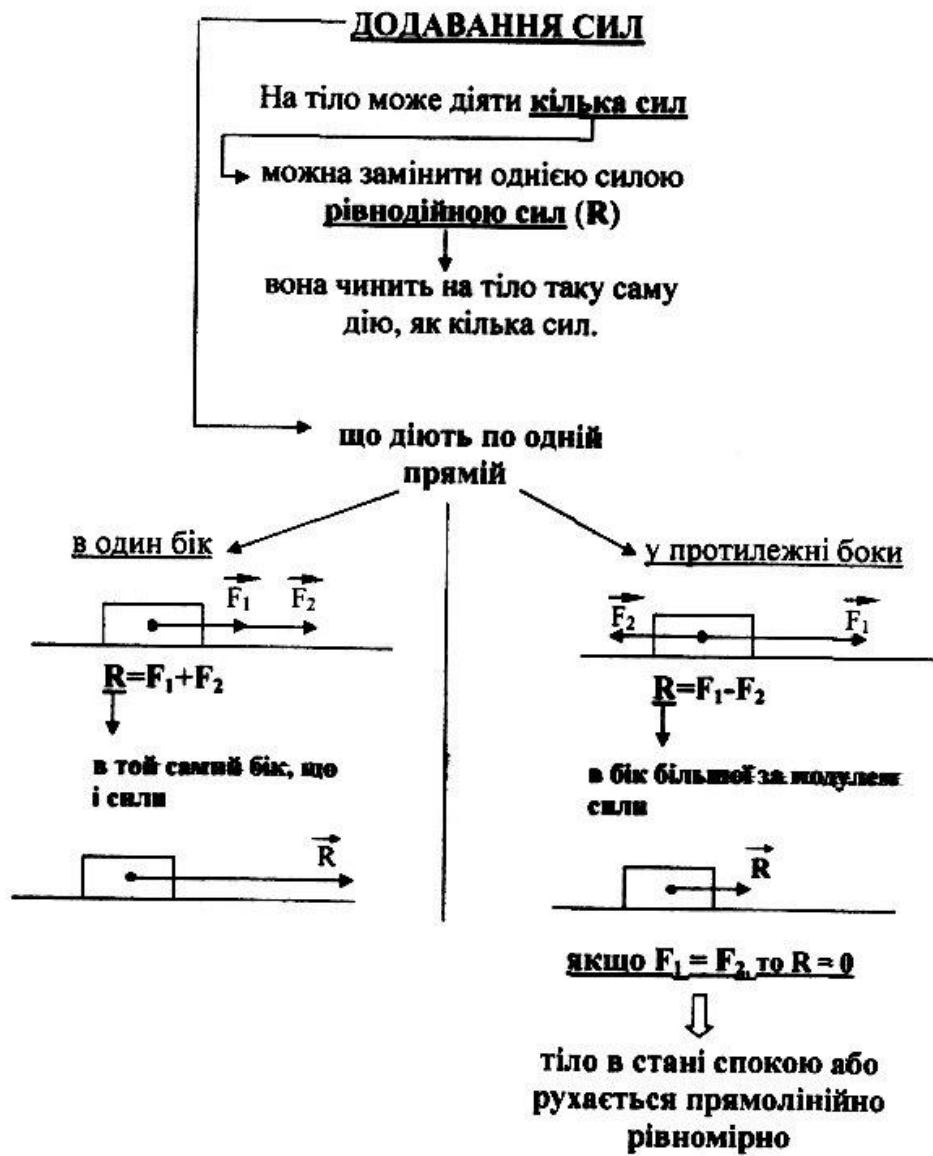 ДОДАВАННЯ СИЛ
На тіло може діяти кілька сил
можна замінити однією силою
рівнодійною сил (R)
вона чинить на тіло таку саму
дію, як кілька сил.
що діють по одній
прямій
в один бік
F₁ F₂
R=F₁+F₂
в той самий бік, що
і сили
R
у протилежні боки
F₂ F₁
R=F₁-F₂
в бік більшої за модулем
сили
R
якщо F₁ = F₂, то R = 0
тіло в стані спокою або
рухається прямолінійно
рівномірно